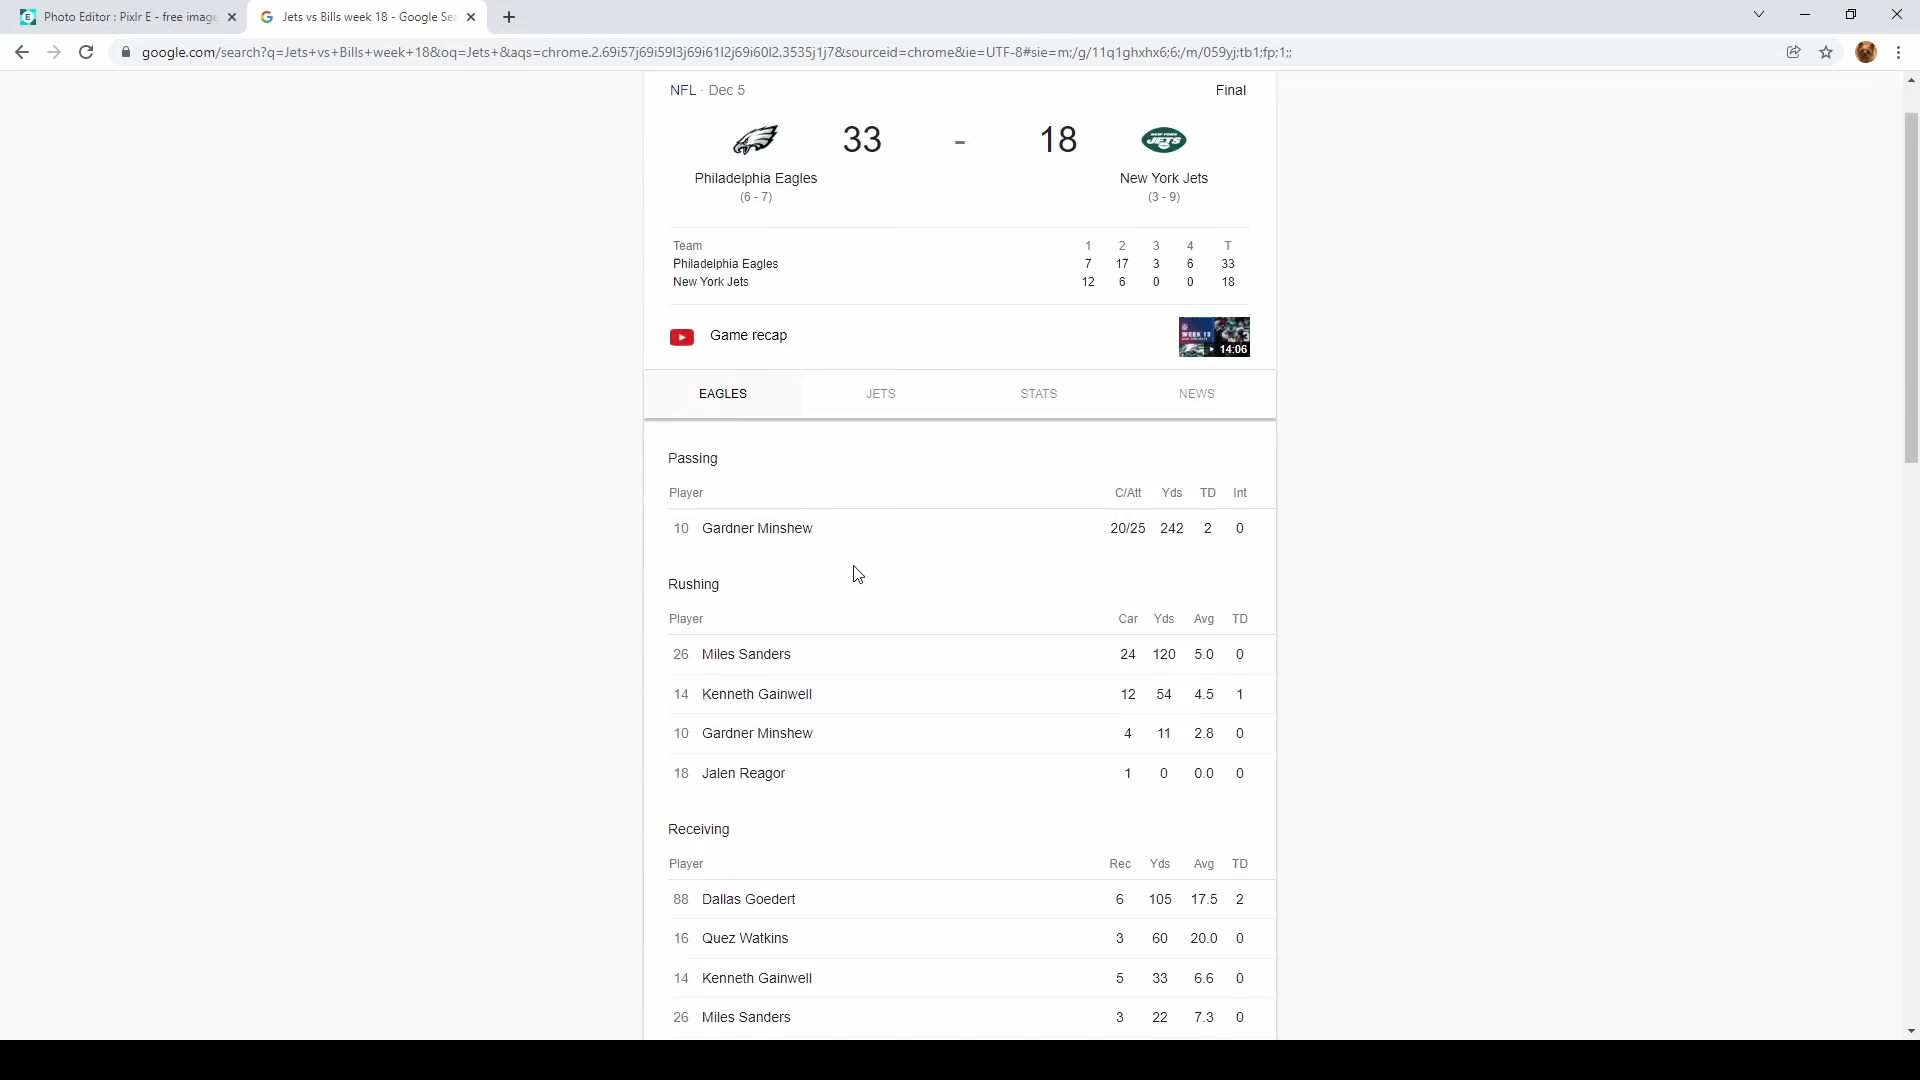 Photo Editor : Pixlr E - free image
Jets vs Bills week 18 - Google Sea
google.com/search?q=Jets+vs+Bills+week+18&oq=Jets+&aqs=chrome.2.69i57j69i59l3j69i61l2j69i60l2.3535j1j7&sourceid=chrome&ie=UTF-8#sie=m;/g/11q1ghxhx6;6;/m/059yj;tb1;fp;1;;
NFL · Dec 5 Final
33 - 18
NEW YORK
JETS
Philadelphia Eagles New York Jets
(6 - 7) (3 - 9)
Team 1 2 3 4 T
Philadelphia Eagles 7 17 3 6 33
New York Jets 12 6 0 0 18
Game recap
WEEK 13
14:06
EAGLES JETS STATS NEWS
Passing
Player C/Att Yds TD Int
10 Gardner Minshew 20/25 242 2 0
Rushing
Player Car Yds Avg TD
26 Miles Sanders 24 120 5.0 0
14 Kenneth Gainwell 12 54 4.5 1
10 Gardner Minshew 4 11 2.8 0
18 Jalen Reagor 1 0 0.0 0
Receiving
Player Rec Yds Avg TD
88 Dallas Goedert 6 105 17.5 2
16 Quez Watkins 3 60 20.0 0
14 Kenneth Gainwell 5 33 6.6 0
26 Miles Sanders 3 22 7.3 0